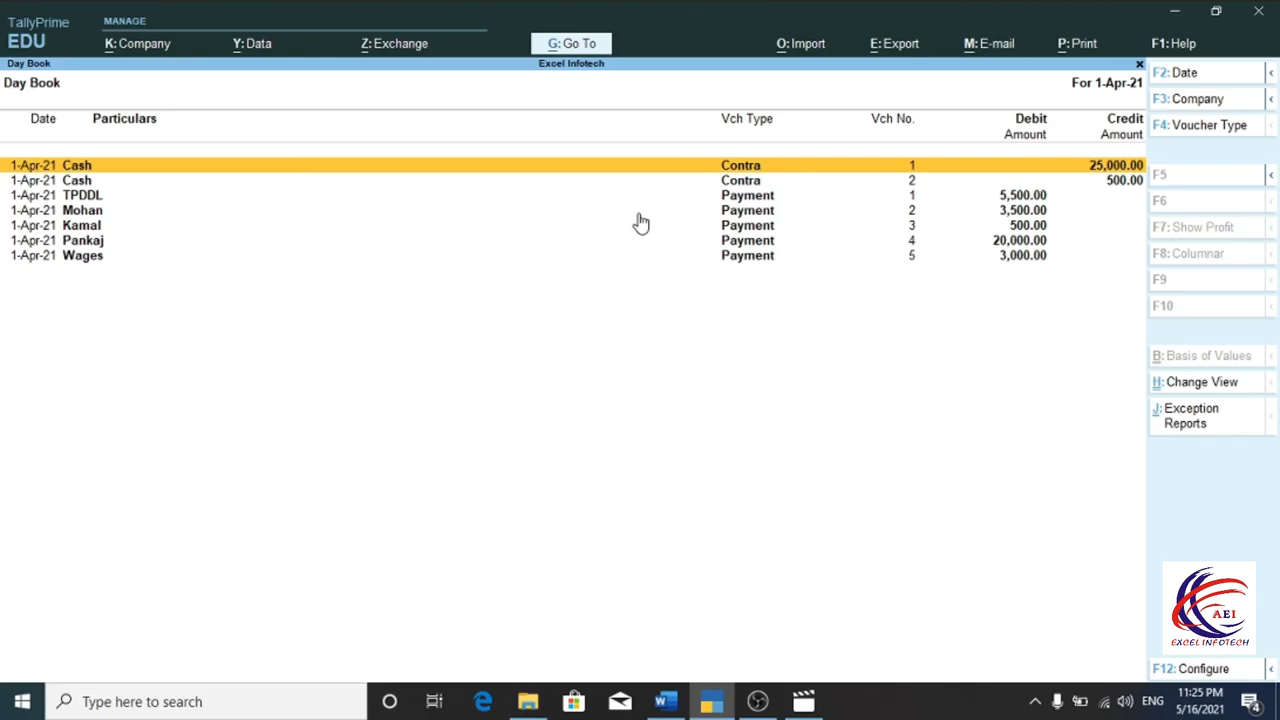 TallyPrime
EDU
MANAGE
K: Company Y: Data Z: Exchange G: Go To O: Import E: Export M: E-mail P: Print F1: Help
Day Book Excel Infotech ×
Day Book For 1-Apr-21
Date Particulars Vch Type Vch No. Debit Credit
Amount Amount
1-Apr-21 Cash Contra 1 25,000.00
1-Apr-21 Cash Contra 2 500.00
1-Apr-21 TPDDL Payment 1 5,500.00
1-Apr-21 Mohan Payment 2 3,500.00
1-Apr-21 Kamal Payment 3 500.00
1-Apr-21 Pankaj Payment 4 20,000.00
1-Apr-21 Wages Payment 5 3,000.00
F2: Date
F3: Company
F4: Voucher Type
F5
F6
F7: Show Profit
F8: Columnar
F9
F10
B: Basis of Values
H: Change View
J: Exception
Reports
AEI
EXCEL INFOTECH
F12: Configure
Type here to search
ENG
11:25 PM
5/16/2021
4